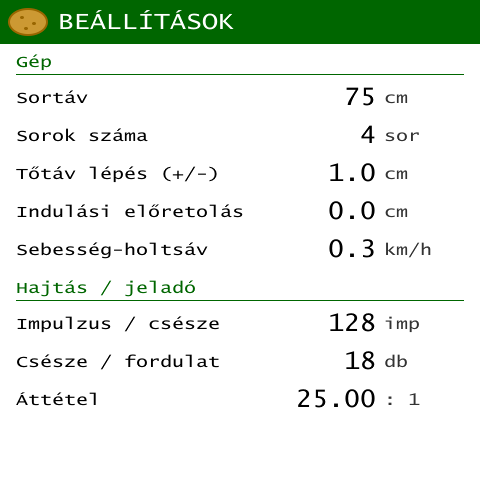 BEÁLLÍTÁSOK
Gép
Sortáv 75 cm
Sorok száma 4 sor
Tőtáv lépés (+/-) 1.0 cm
Indulási előretolás 0.0 cm
Sebesség-holtsáv 0.3 km/h
Hajtás / jeladó
Impulzus / csésze 128 imp
Csésze / fordulat 18 db
Áttétel 25.00 : 1